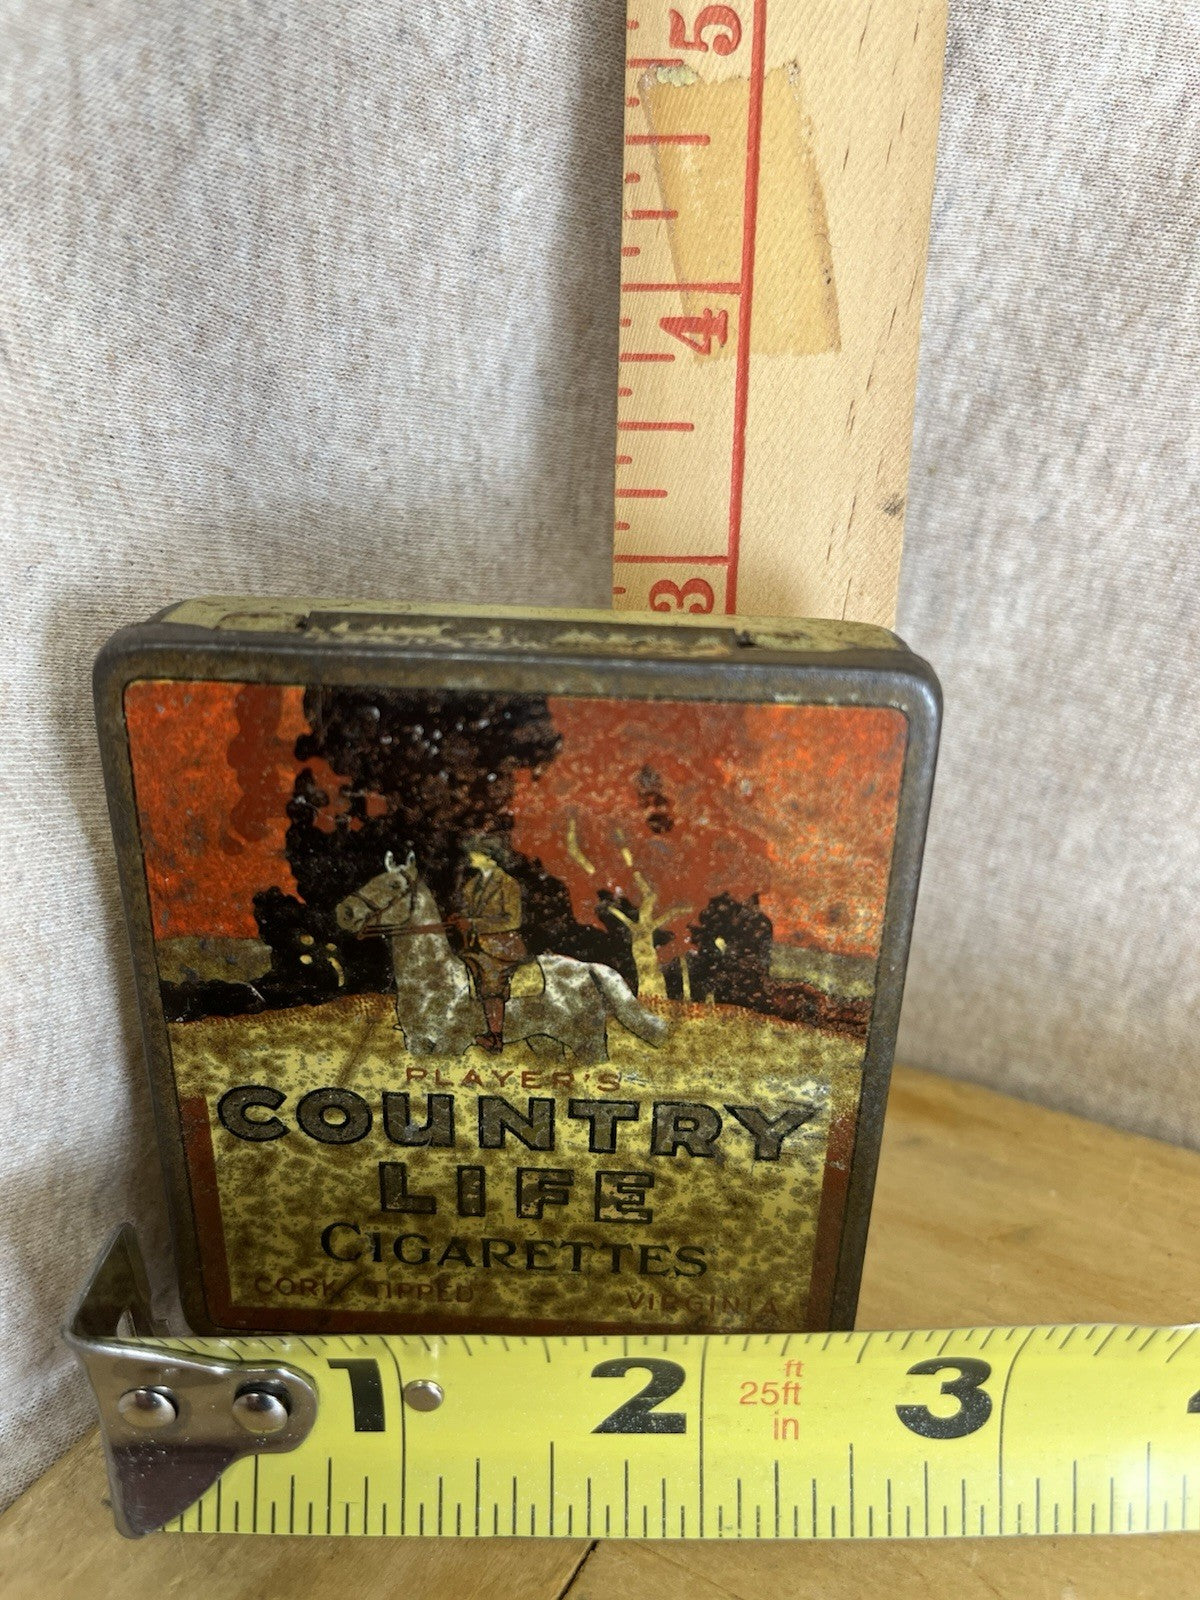 5
4
3
PLAYER'S
COUNTRY
LIFE
CIGARETTES
CORK TIPPED VIRGINIA
1 2 ft 3
25ft
in